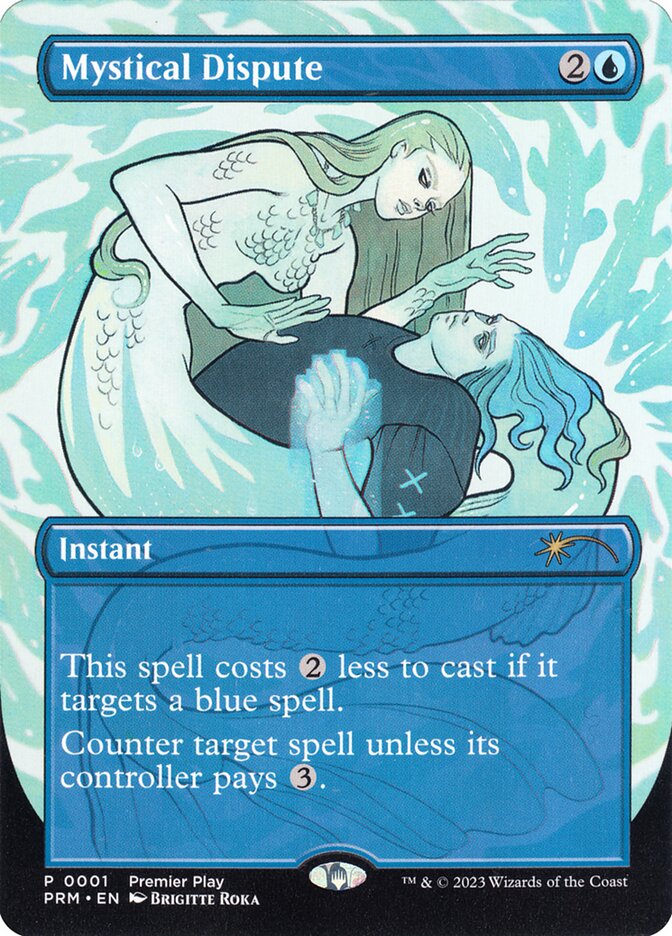 Mystical Dispute 2
Instant
This spell costs 2 less to cast if it
targets a blue spell.
Counter target spell unless its
controller pays 3.
P 0001 Premier Play
PRM • EN Brigitte Roka
™ & © 2023 Wizards of the Coast